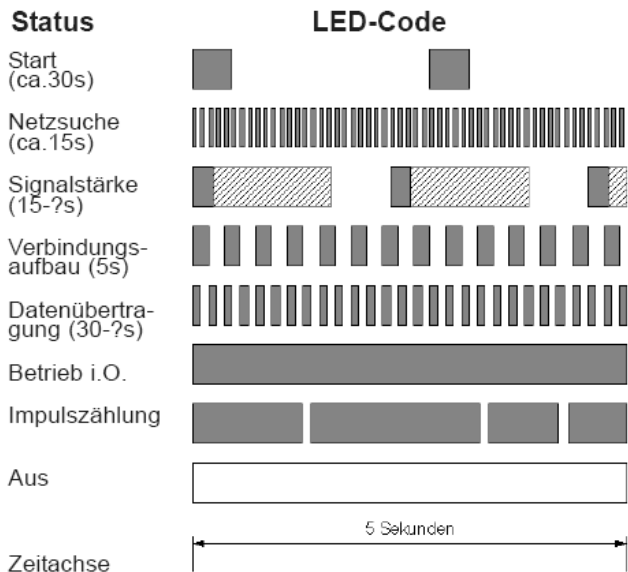 Status LED-Code
Start
(ca.30s)
Netzsuche
(ca.15s)
Signalstärke
(15-?s)
Verbindungs-
aufbau (5s)
Datenübertra-
gung (30-?s)
Betrieb i.O.
Impulszählung
Aus
5 Sekunden
Zeitachse